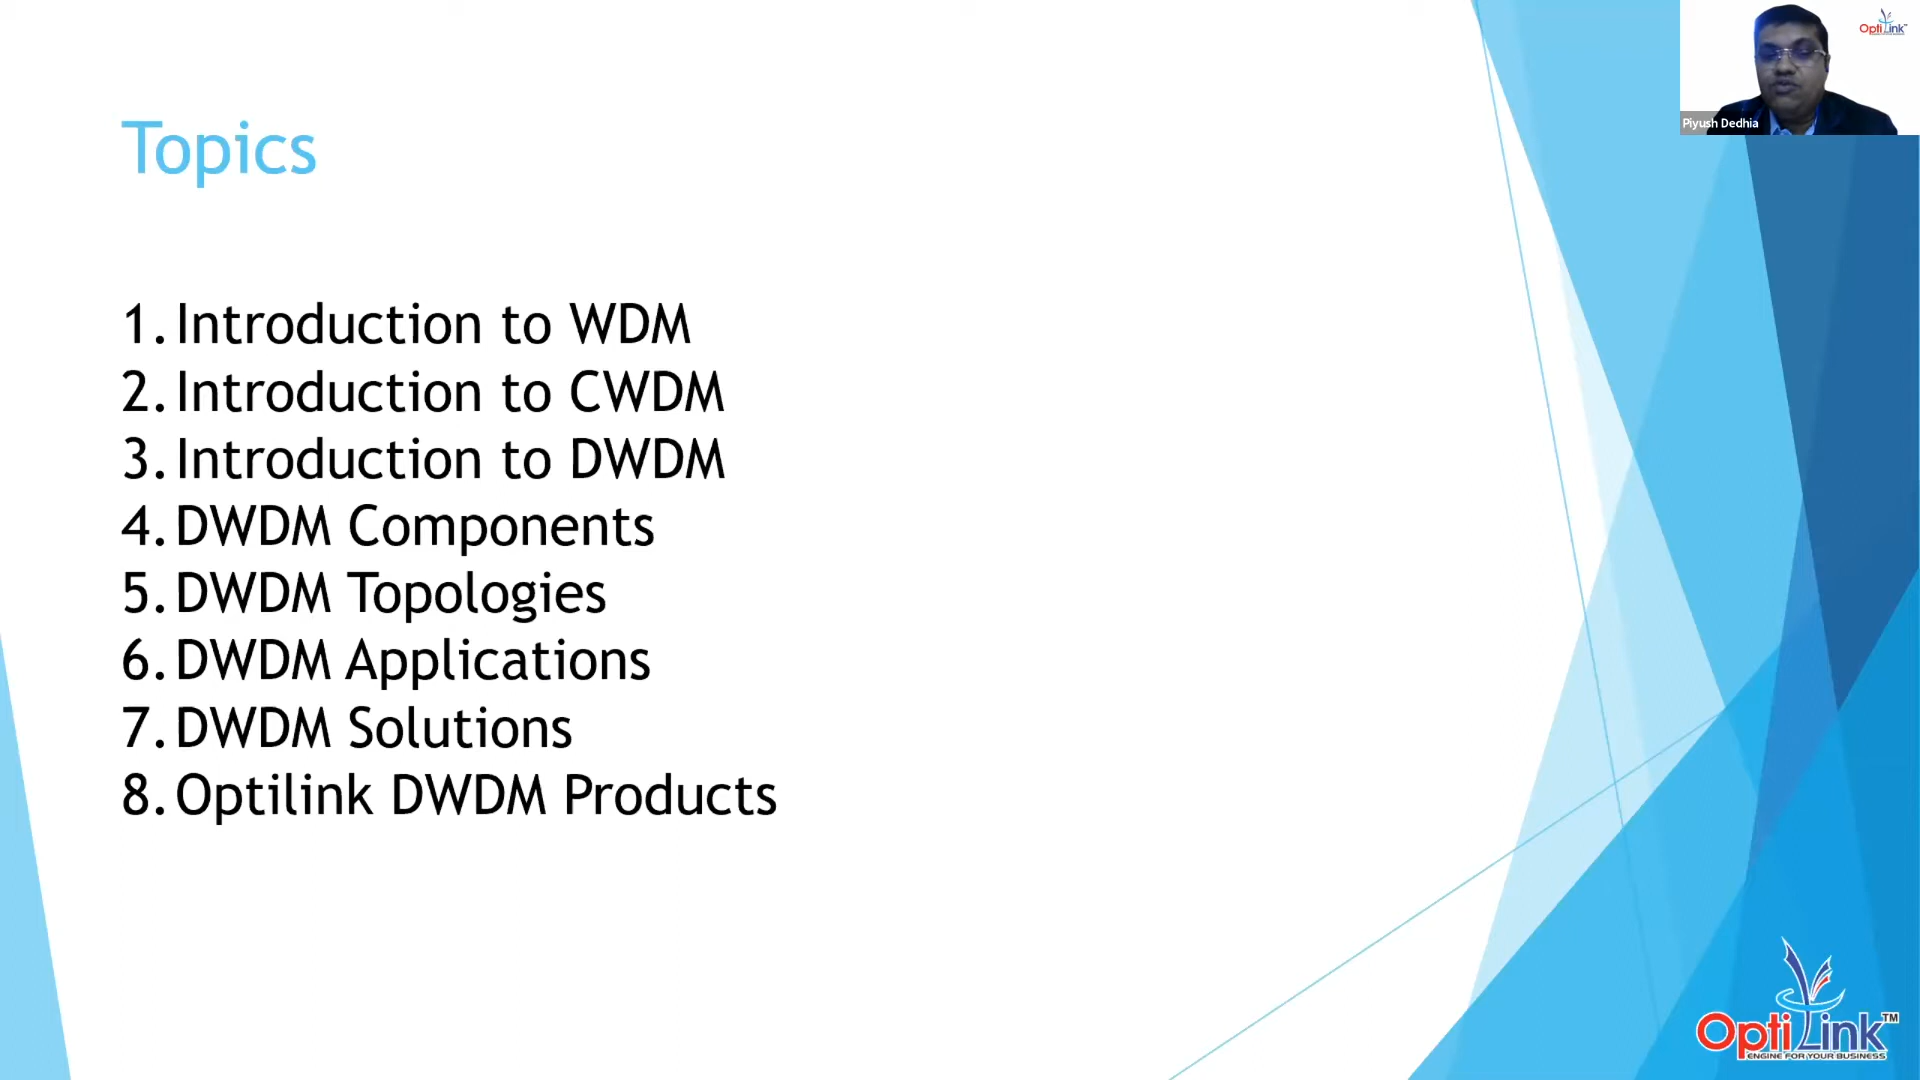 Topics
1. Introduction to WDM
2. Introduction to CWDM
3. Introduction to DWDM
4. DWDM Components
5. DWDM Topologies
6. DWDM Applications
7. DWDM Solutions
8. Optilink DWDM Products
OptiLink™
Piyush Dedhia
OptiLink™
ENGINE FOR YOUR BUSINESS